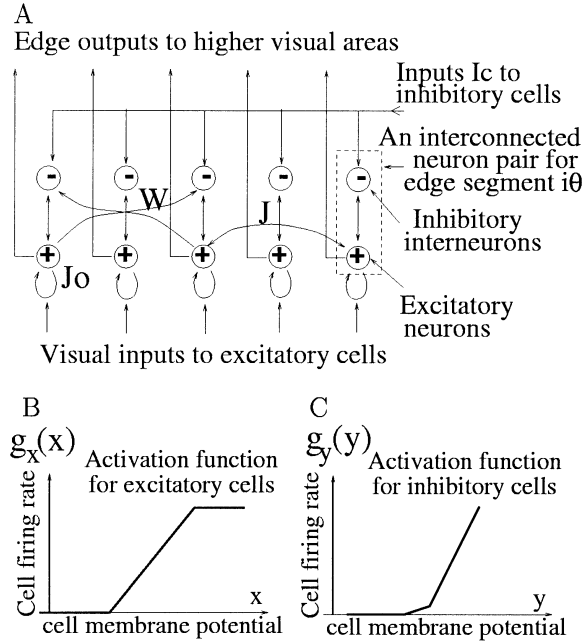 A
Edge outputs to higher visual areas
Inputs Ic to
inhibitory cells
An interconnected
neuron pair for
edge segment iθ
- - - - -
W
J
Inhibitory
interneurons
+ + + + +
Jo
Excitatory
neurons
Visual inputs to excitatory cells
B
gx(x)
Activation function
for excitatory cells
Cell firing rate
x
cell membrane potential
C
gy(y)
Activation function
for inhibitory cells
Cell firing rate
y
cell membrane potential